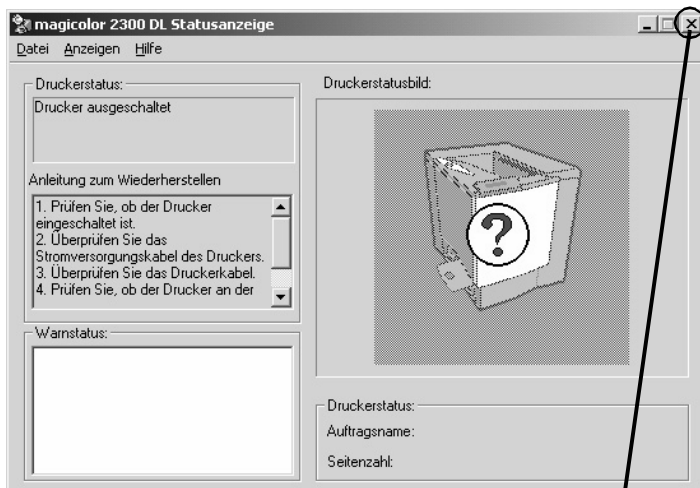 magicolor 2300 DL Statusanzeige
Datei Anzeigen Hilfe
Druckerstatus:
Drucker ausgeschaltet
Anleitung zum Wiederherstellen
1. Prüfen Sie, ob der Drucker
eingeschaltet ist.
2. Überprüfen Sie das
Stromversorgungskabel des Druckers.
3. Überprüfen Sie das Druckerkabel.
4. Prüfen Sie, ob der Drucker an der
Warnstatus:
Druckerstatusbild:
?
Druckerstatus:
Auftragsname:
Seitenzahl: